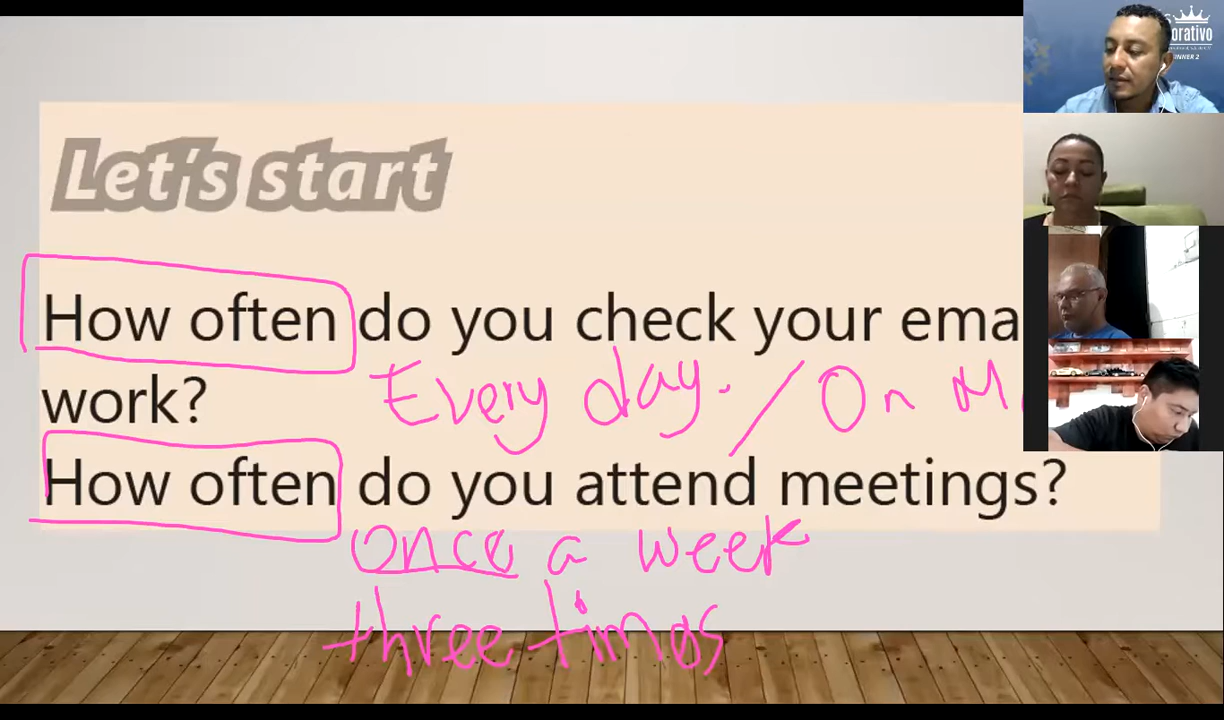 Let's start
How often do you check your ema
work?
Every day. / On M
How often do you attend meetings?
Once a week
three times
orativo